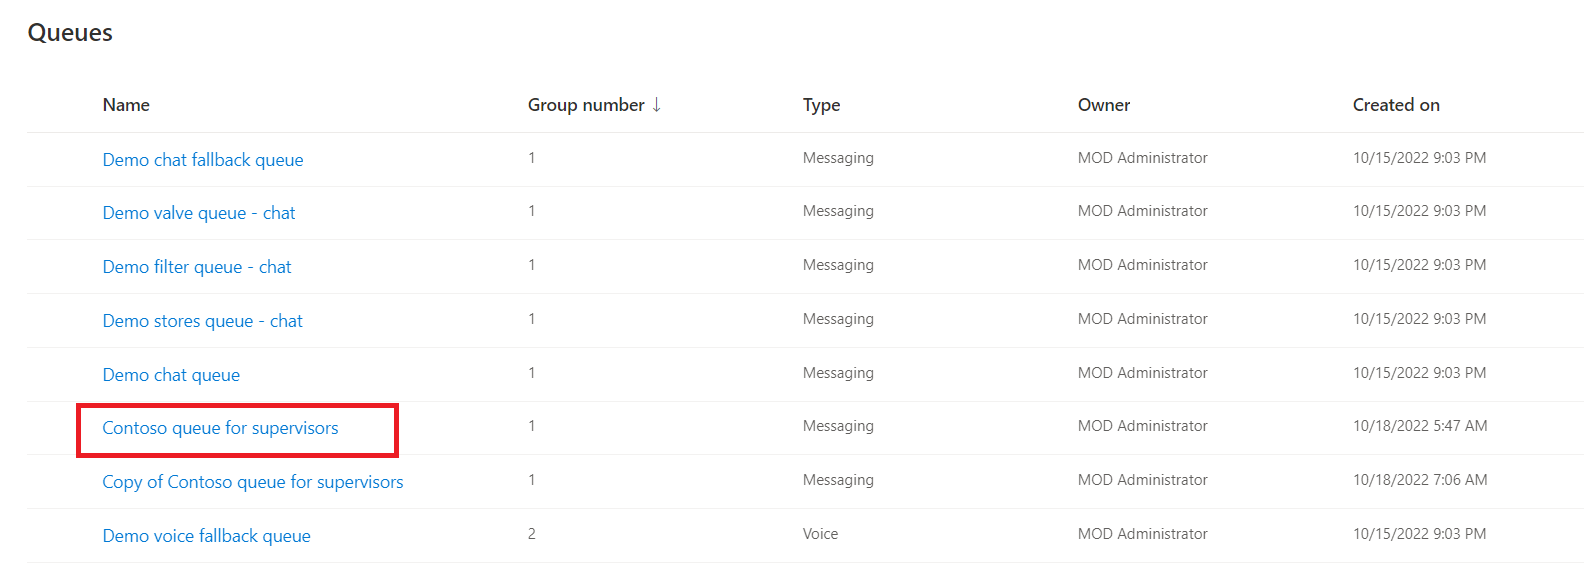 Queues
Name Group number ↓ Type Owner Created on
Demo chat fallback queue 1 Messaging MOD Administrator 10/15/2022 9:03 PM
Demo valve queue - chat 1 Messaging MOD Administrator 10/15/2022 9:03 PM
Demo filter queue - chat 1 Messaging MOD Administrator 10/15/2022 9:03 PM
Demo stores queue - chat 1 Messaging MOD Administrator 10/15/2022 9:03 PM
Demo chat queue 1 Messaging MOD Administrator 10/15/2022 9:03 PM
Contoso queue for supervisors 1 Messaging MOD Administrator 10/18/2022 5:47 AM
Copy of Contoso queue for supervisors 1 Messaging MOD Administrator 10/18/2022 7:06 AM
Demo voice fallback queue 2 Voice MOD Administrator 10/15/2022 9:03 PM